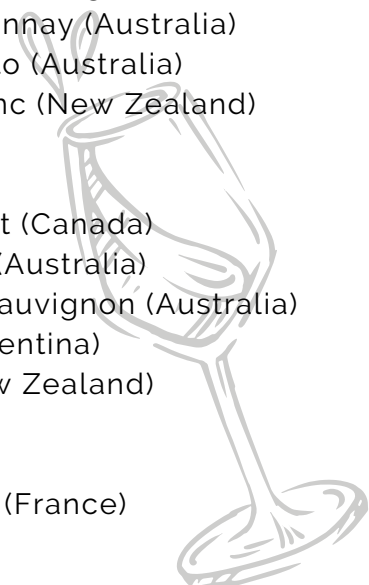 nnay (Australia)
o (Australia)
nc (New Zealand)
t (Canada)
(Australia)
auvignon (Australia)
entina)
w Zealand)
(France)